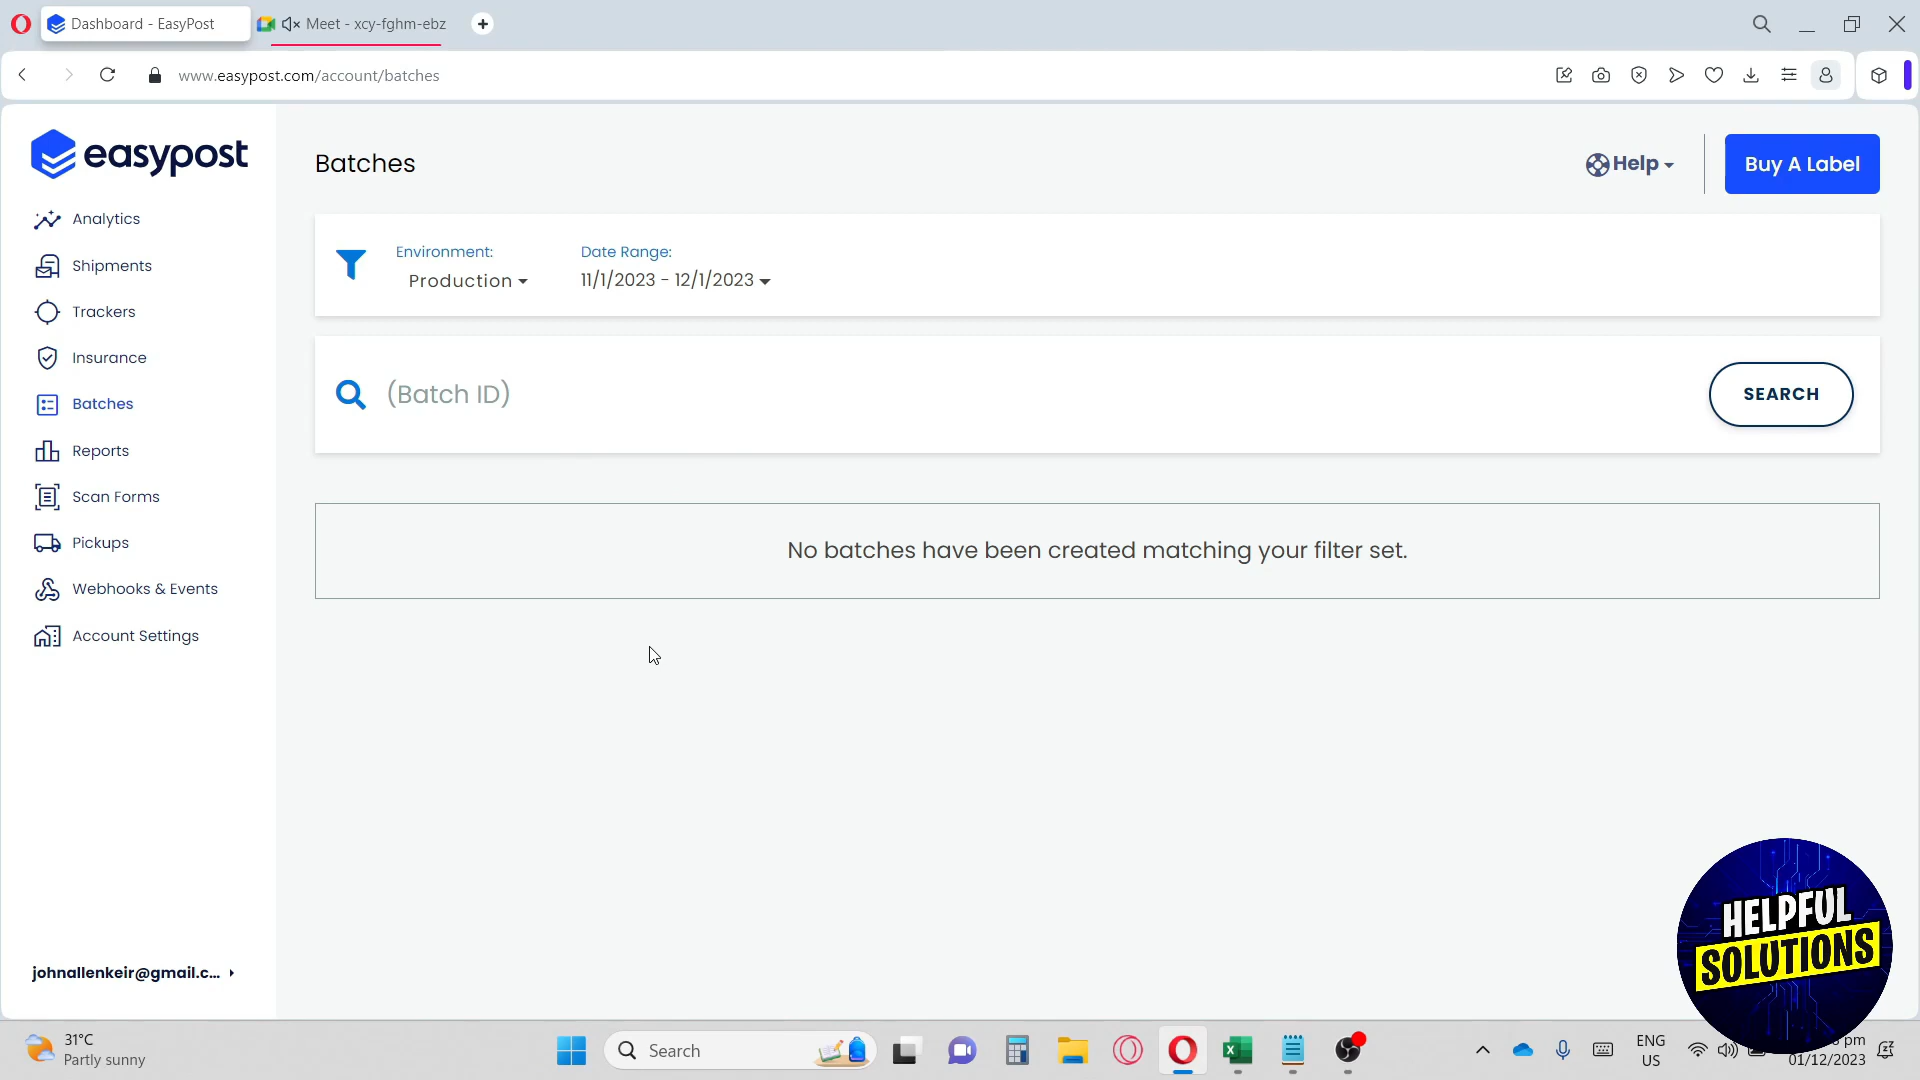 Dashboard - EasyPost
Meet - xcy-fghm-ebz
www.easypost.com/account/batches
easypost
Analytics
Shipments
Trackers
Insurance
Batches
Reports
Scan Forms
Pickups
Webhooks & Events
Account Settings
johnallenkeir@gmail.c...
Batches
Help
Buy A Label
Environment:
Production
Date Range:
11/1/2023 - 12/1/2023
(Batch ID)
SEARCH
No batches have been created matching your filter set.
HELPFUL
SOLUTIONS
31°C
Partly sunny
Search
ENG
US
pm
01/12/2023